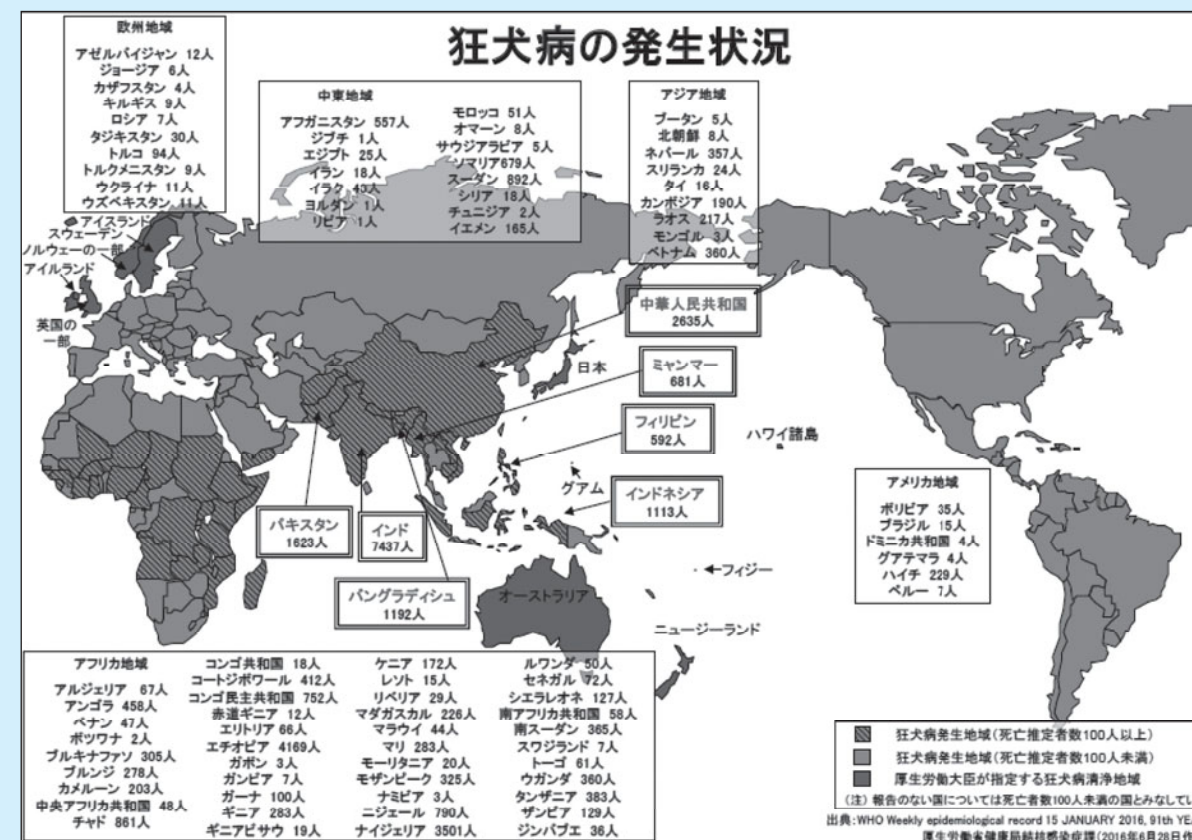 狂犬病の発生状況
欧州地域
アゼルバイジャン 12人
ジョージア 6人
カザフスタン 4人
キルギス 9人
ロシア 7人
タジキスタン 30人
トルコ 94人
トルクメニスタン 9人
ウクライナ 11人
ウズベキスタン 11人
中東地域
アフガニスタン 557人
ジブチ 1人
エジプト 25人
イラン 18人
イラク 43人
ヨルダン 1人
リビア 1人
モロッコ 51人
オマーン 8人
サウジアラビア 5人
ソマリア679人
スーダン 892人
シリア 18人
チュニジア 2人
イエメン 165人
アジア地域
ブータン 5人
北朝鮮 8人
ネパール 357人
スリランカ 24人
タイ 16人
カンボジア 190人
ラオス 217人
モンゴル 3人
ベトナム 360人
アイスランド
スウェーデン
ノルウェーの一部
アイルランド
英国の
一部
中華人民共和国
2635人
日本
ミャンマー
681人
フィリピン
592人
ハワイ諸島
グアム
インドネシア
1113人
パキスタン
1623人
インド
7437人
バングラディシュ
1192人
オーストラリア
フィジー
ニュージーランド
アメリカ地域
ボリビア 35人
ブラジル 15人
ドミニカ共和国 4人
グアテマラ 4人
ハイチ 229人
ペルー 7人
アフリカ地域
アルジェリア 67人
アンゴラ 458人
ベナン 47人
ボツワナ 2人
ブルキナファソ 305人
ブルンジ 278人
カメルーン 203人
中央アフリカ共和国 48人
チャド 861人
コンゴ共和国 18人
コートジボワール 412人
コンゴ民主共和国 752人
赤道ギニア 12人
エリトリア 66人
エチオピア 4169人
ガボン 3人
ガンビア 7人
ガーナ 100人
ギニア 283人
ギニアビサウ 19人
ケニア 172人
レソト 15人
リベリア 29人
マダガスカル 226人
マラウイ 44人
マリ 283人
モーリタニア 20人
モザンビーク 325人
ナミビア 3人
ニジェール 790人
ナイジェリア 3501人
ルワンダ 50人
セネガル 72人
シエラレオネ 127人
南アフリカ共和国 58人
南スーダン 365人
スワジランド 7人
トーゴ 61人
ウガンダ 360人
タンザニア 383人
ザンビア 129人
ジンバブエ 36人
狂犬病発生地域(死亡推定者数100人以上)
狂犬病発生地域(死亡推定者数100人未満)
厚生労働大臣が指定する狂犬病清浄地域
(注) 報告のない国については死亡者数100人未満の国とみなしてい
出典:WHO Weekly epidemiological record 15 JANUARY 2016, 91th YE
厚生労働省健康局結核感染症課(2016年6月28日作